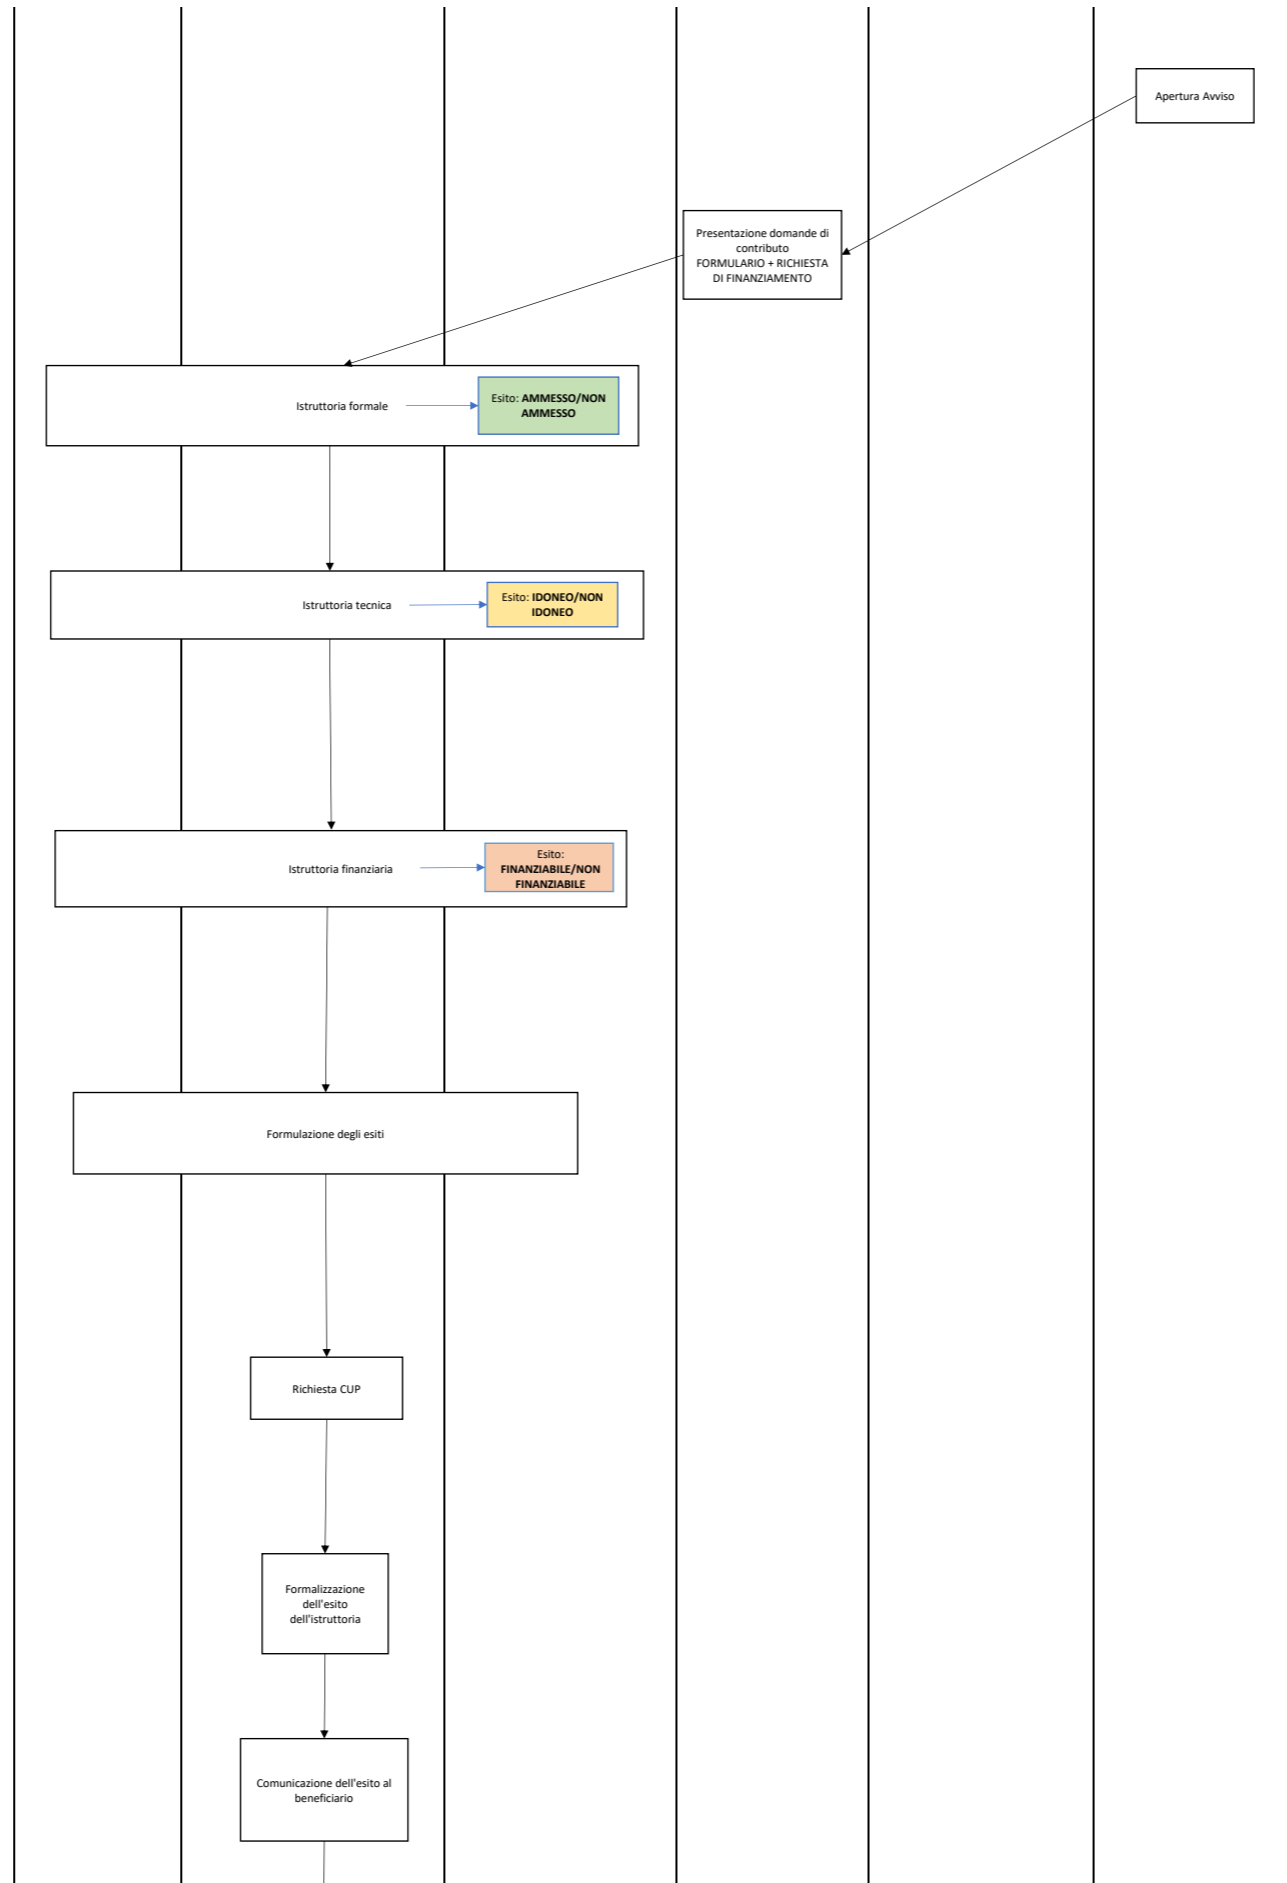 Apertura Avviso
Presentazione domande di
contributo
FORMULARIO + RICHIESTA
DI FINANZIAMENTO
Istruttoria formale
Esito: AMMESSO/NON
AMMESSO
Istruttoria tecnica
Esito: IDONEO/NON
IDONEO
Istruttoria finanziaria
Esito:
FINANZIABILE/NON
FINANZIABILE
Formulazione degli esiti
Richiesta CUP
Formalizzazione
dell'esito
dell'istruttoria
Comunicazione dell'esito al
beneficiario